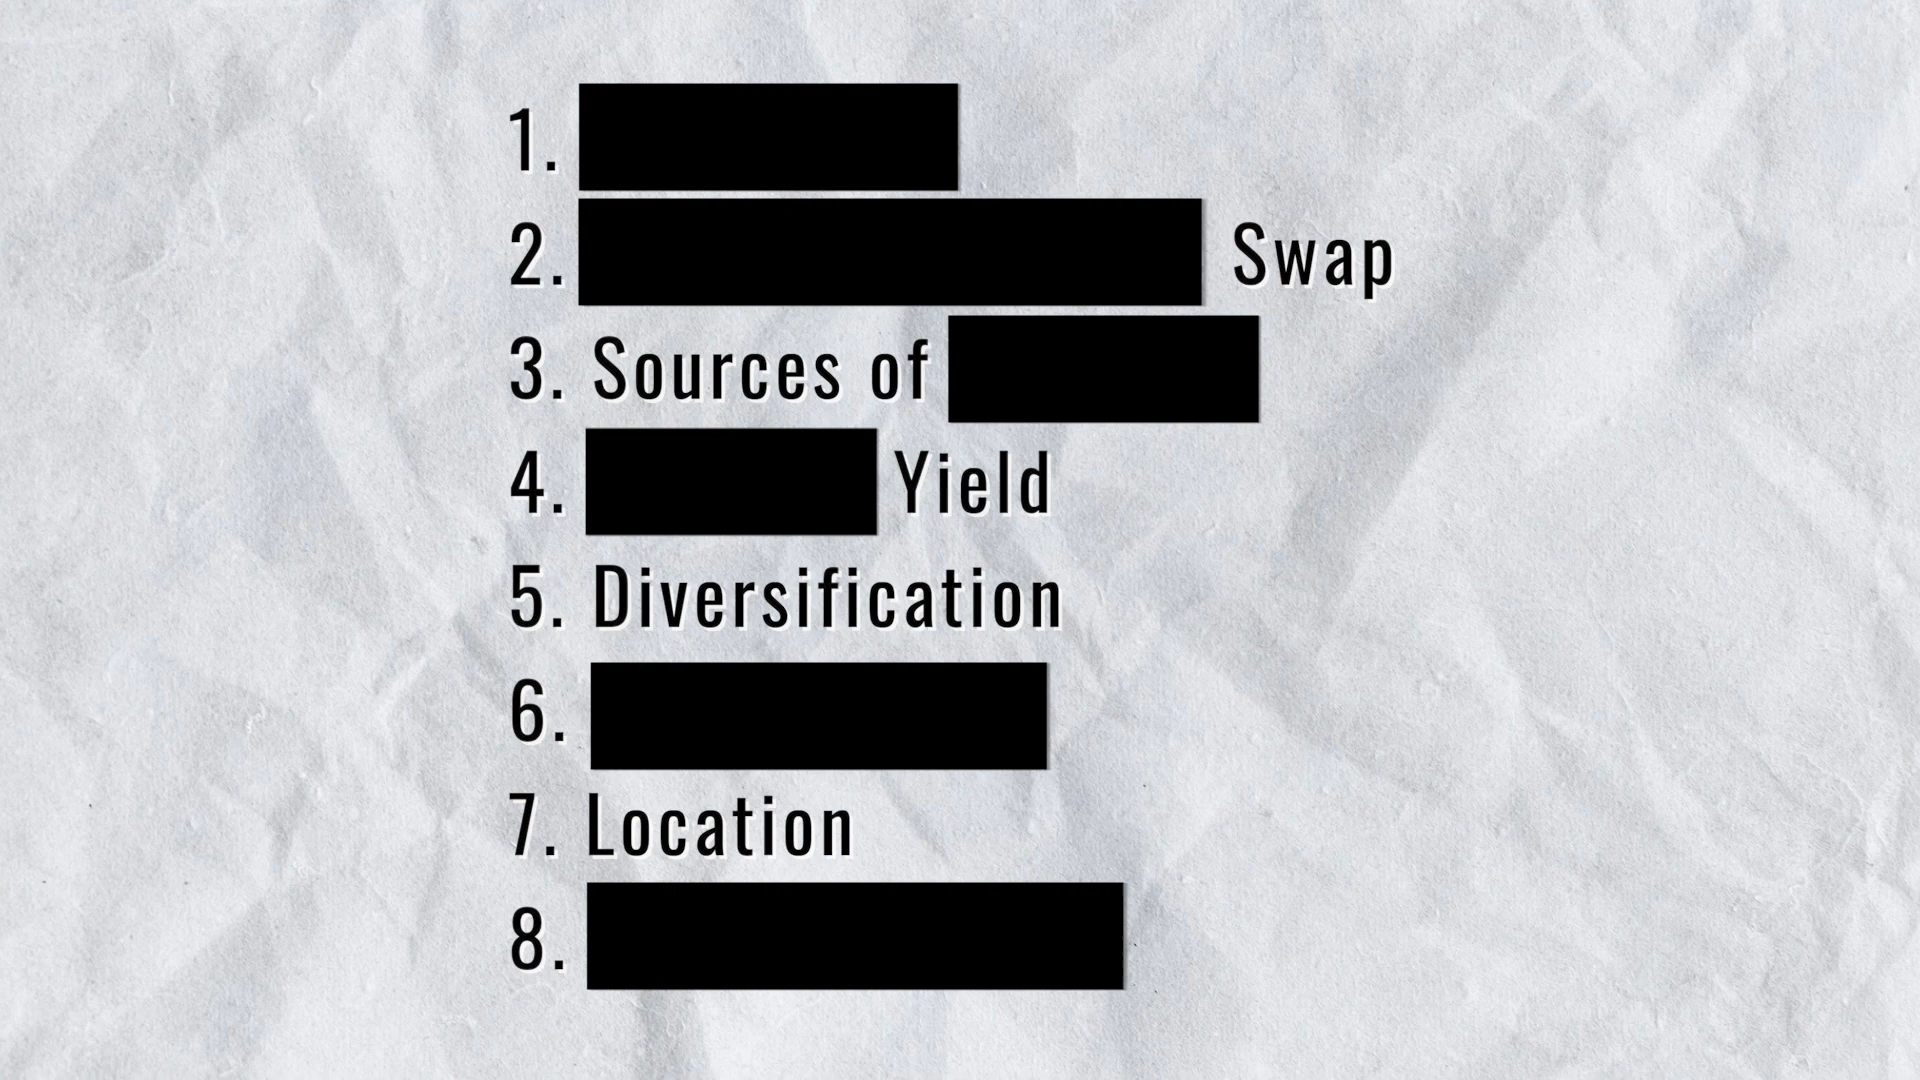 1.
2. Swap
3. Sources of
4. Yield
5. Diversification
6.
7. Location
8.